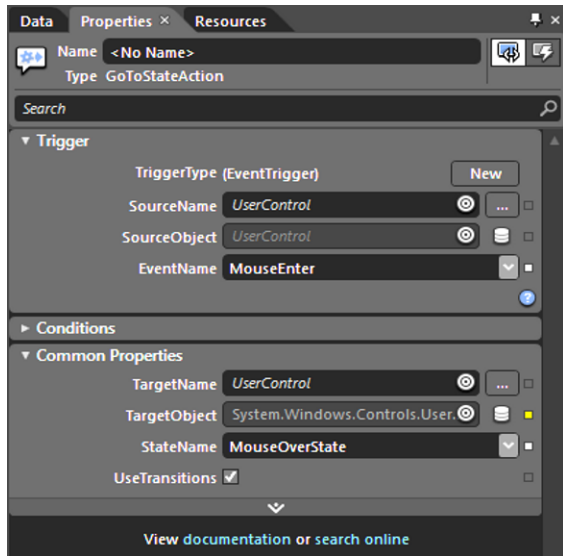 Data Properties × Resources
Name <No Name>
Type GoToStateAction
Search
Trigger
TriggerType (EventTrigger) New
SourceName UserControl ...
SourceObject UserControl
EventName MouseEnter
?
Conditions
Common Properties
TargetName UserControl ...
TargetObject System.Windows.Controls.User.
StateName MouseOverState
UseTransitions
View documentation or search online